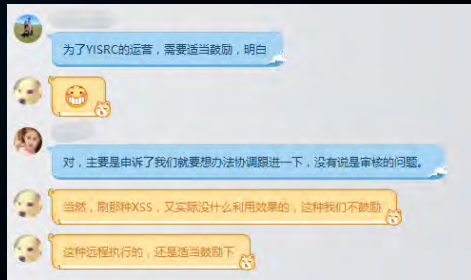 为了YISRC的运营，需要适当鼓励，明白
对，主要是申诉了我们就要想办法协调跟进一下，没有说是审核的问题。
当然，刷那种XSS，又实际没什么利用效果的，这种我们不鼓励
这种远程执行的，还是适当鼓励下